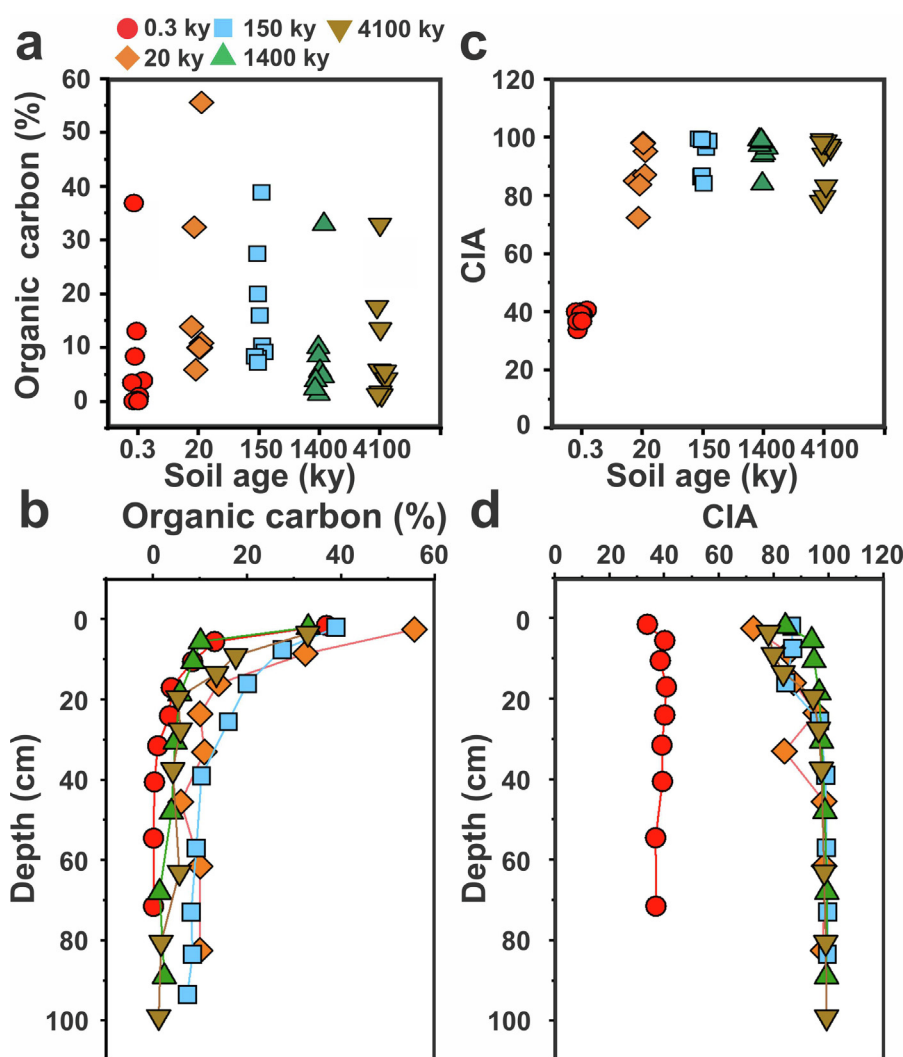 a
0.3 ky 150 ky 4100 ky
20 ky 1400 ky
Organic carbon (%)
60
50
40
30
20
10
0
0.3 20 150 1400 4100
Soil age (ky)
c
CIA
120
100
80
60
40
20
0
0.3 20 150 1400 4100
Soil age (ky)
b
Organic carbon (%)
0 20 40 60
Depth (cm)
0
20
40
60
80
100
d
CIA
0 20 40 60 80 100 120
Depth (cm)
0
20
40
60
80
100